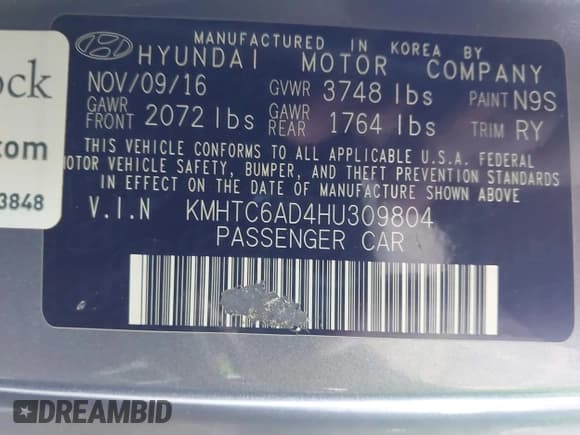 MANUFACTURED IN KOREA BY
HYUNDAI MOTOR COMPANY
NOV/09/16 GVWR 3748 lbs PAINT N9S
GAWR FRONT 2072 lbs GAWR REAR 1764 lbs TRIM RY
THIS VEHICLE CONFORMS TO ALL APPLICABLE U.S.A. FEDERAL
MOTOR VEHICLE SAFETY, BUMPER, AND THEFT PREVENTION STANDARDS
IN EFFECT ON THE DATE OF MANUFACTURE SHOWN ABOVE
V.I.N KMHTC6AD4HU309804
PASSENGER CAR
ock
.com
3848
DREAMBID